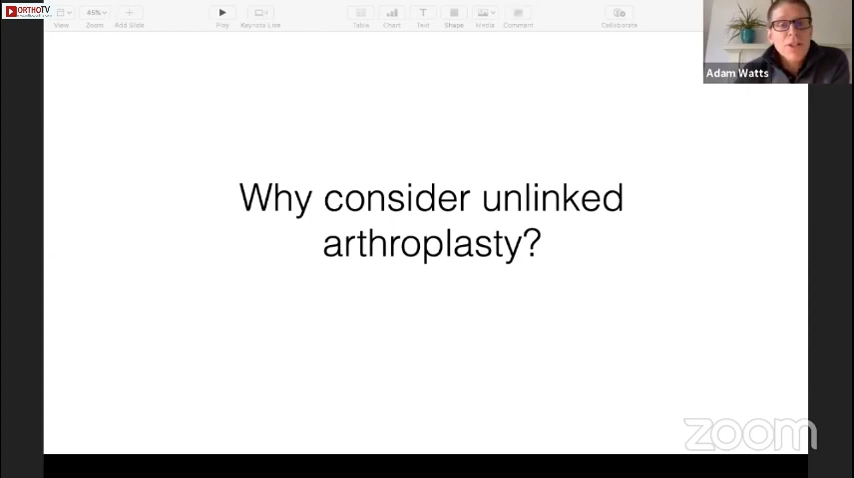 ORTHOTV
View
45%
Zoom
Add Slide
Play
Keynote Live
Table
Chart
Text
Shape
Media
Comment
Collaborate
Adam Watts
Why consider unlinked
arthroplasty?
zoom